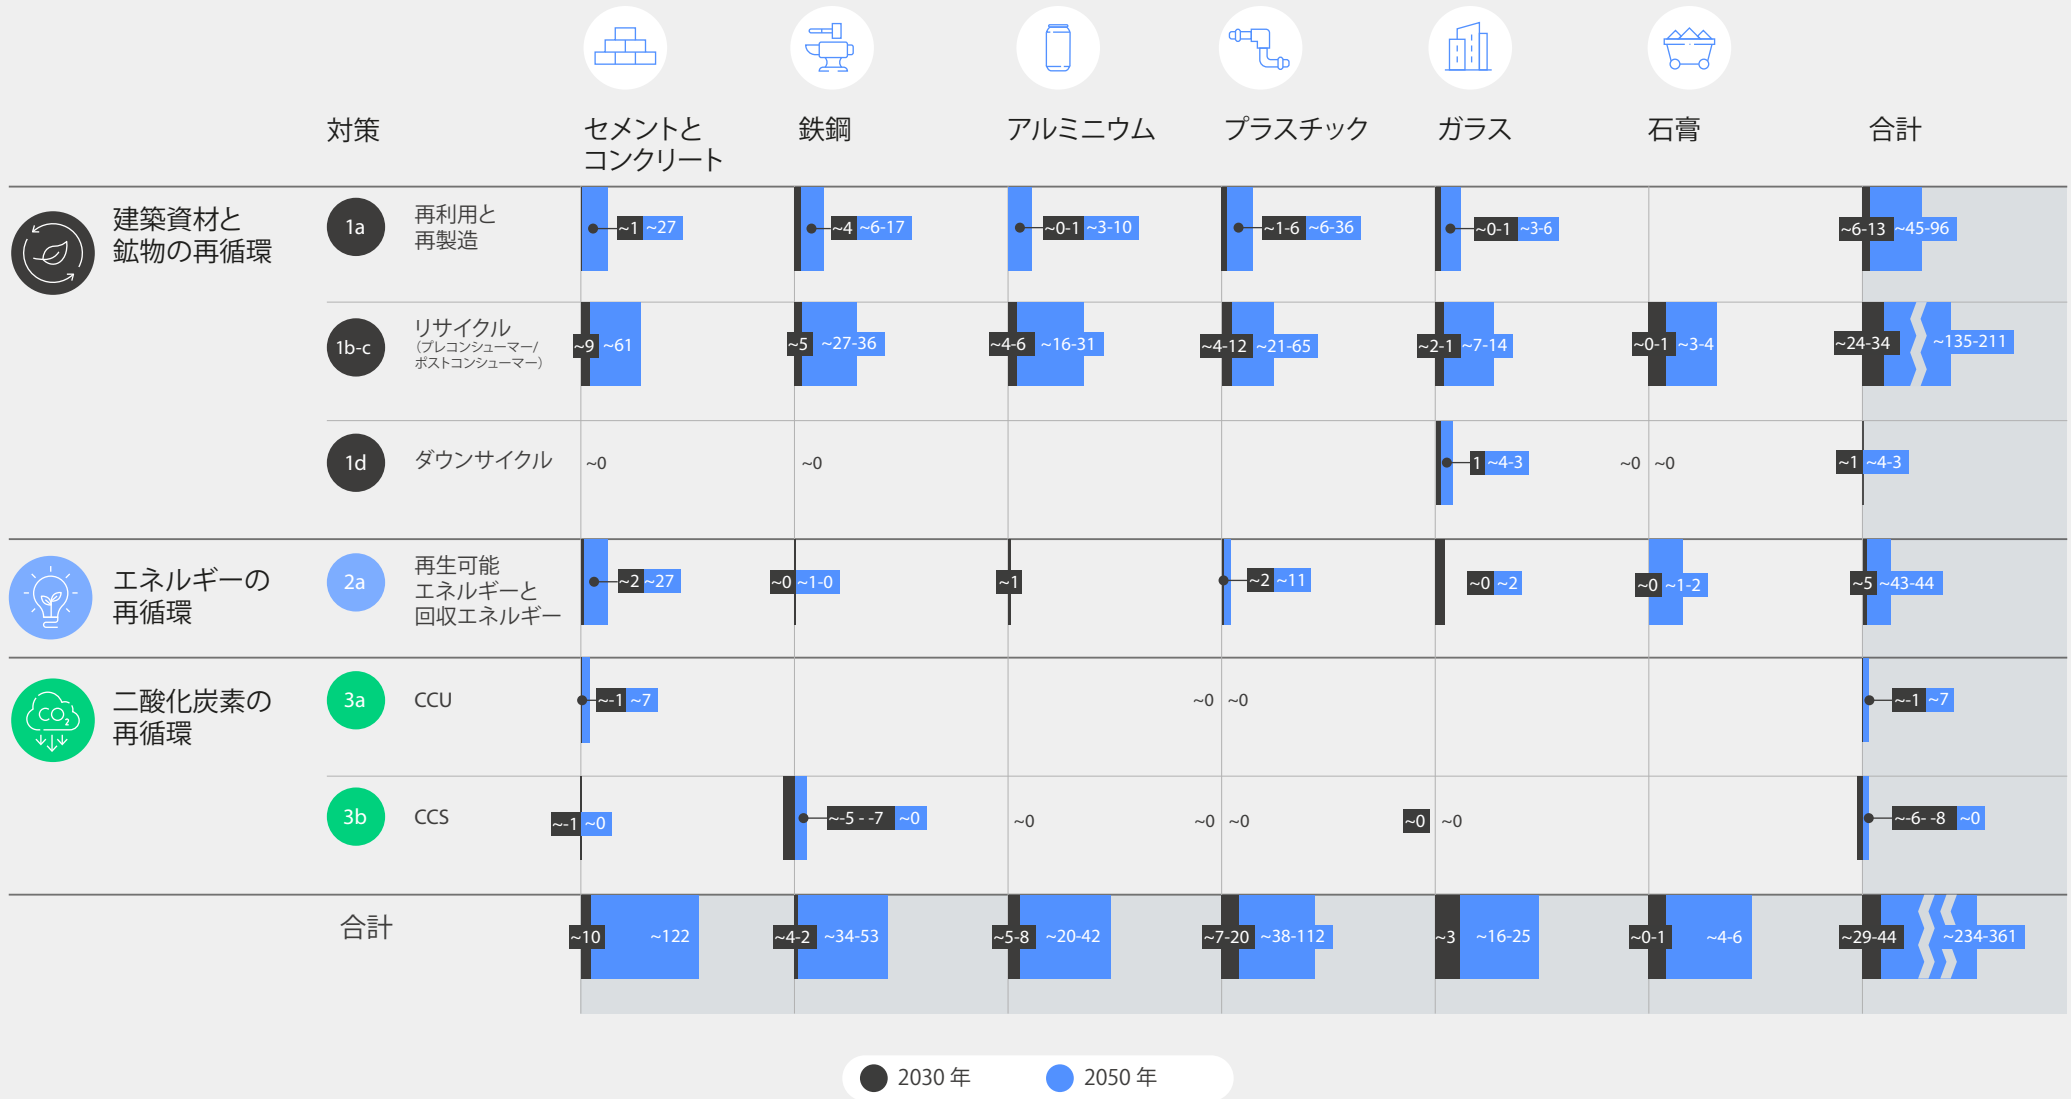 対策
セメントと
コンクリート
鉄鋼
アルミニウム
プラスチック
ガラス
石膏
合計
建築資材と
鉱物の再循環
1a
再利用と
再製造
~1 ~27
~4 ~6-17
~0-1 ~3-10
~1-6 ~6-36
~0-1 ~3-6
~6-13 ~45-96
1b-c
リサイクル
（プレコンシューマー/
ポストコンシューマー）
~9 ~61
~5 ~27-36
~4-6 ~16-31
~4-12 ~21-65
~2-1 ~7-14
~0-1 ~3-4
~24-34 ~135-211
1d
ダウンサイクル
~0
~0
1 ~4-3
~0 ~0
~1 ~4-3
エネルギーの
再循環
2a
再生可能
エネルギーと
回収エネルギー
~2 ~27
~0 ~1-0
~1
~2 ~11
~0 ~2
~0 ~1-2
~5 ~43-44
CO2
二酸化炭素の
再循環
3a
CCU
~-1 ~7
~0 ~0
~-1 ~7
3b
CCS
~-1 ~0
~-5 - -7 ~0
~0
~0 ~0
~0 ~0
~-6- -8 ~0
合計
~10 ~122
~4-2 ~34-53
~5-8 ~20-42
~7-20 ~38-112
~3 ~16-25
~0-1 ~4-6
~29-44 ~234-361
2030 年
2050 年